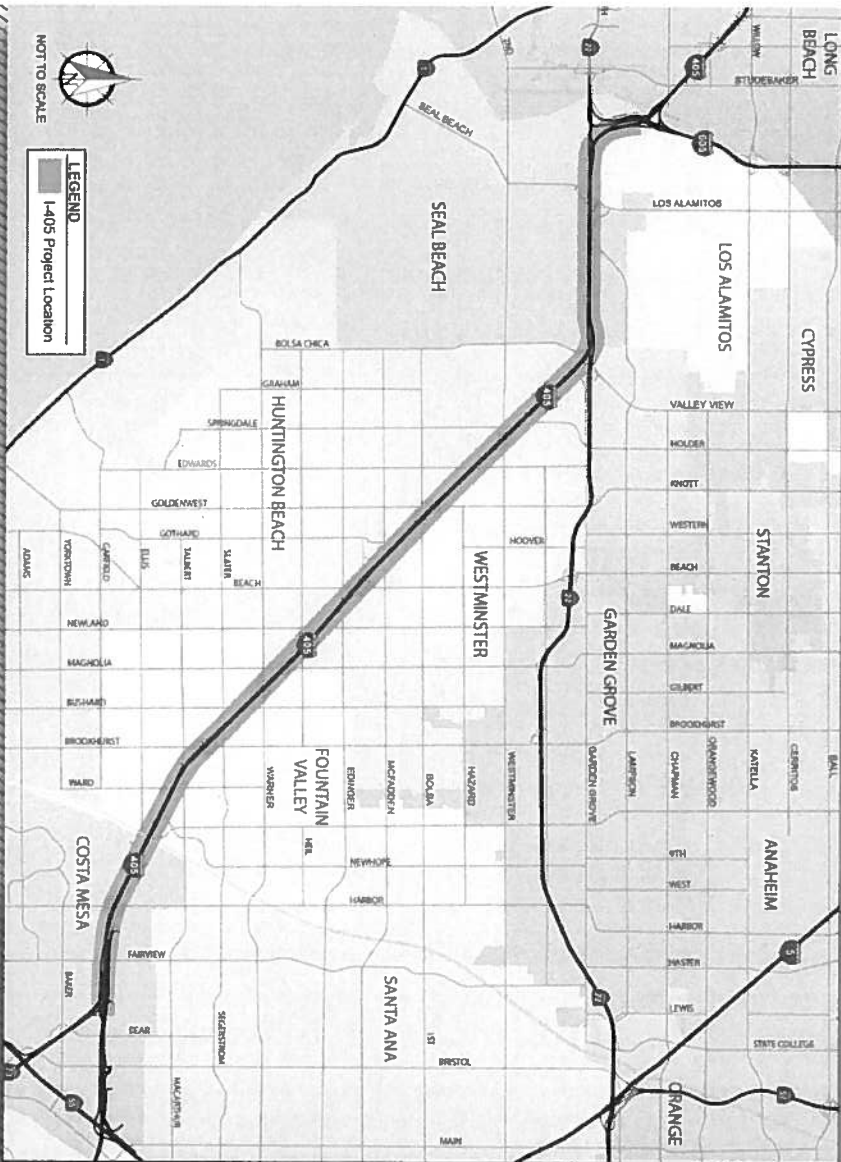 LONG
BEACH
WILLOW
STUDEBAKER
405
605
22
2ND
1
SEAL BEACH
SEAL BEACH
LOS ALAMITOS
LOS ALAMITOS
CYPRESS
BOLSA CHICA
GRAHAM
SPRINGDALE
EDWARDS
GOLDENWEST
GOTHARD
HUNTINGTON BEACH
405
VALLEY VIEW
HOLDER
KNOTT
WESTERN
BEACH
DALE
MAGNOLIA
GILBERT
BROOKHURST
STANTON
HOOVER
WESTMINSTER
22
GARDEN GROVE
ADAMS
YORKTOWN
GARFIELD
ELLIS
TALBERT
SLATER
BEACH
NEWLAND
MAGNOLIA
BUSHARD
BROOKHURST
WARD
405
WARNER
FOUNTAIN
VALLEY
HEIL
EDINGER
MCFADDEN
BOLSA
HAZARD
WESTMINSTER
GARDEN GROVE
LAMPSON
CHAPMAN
ORANGEWOOD
KATELLA
CERRITOS
BALL
ANAHEIM
9TH
WEST
HARBOR
HASTER
LEWIS
STATE COLLEGE
NEWHOPE
HARBOR
405
COSTA MESA
FAIRVIEW
BAKER
BEAR
SEGERSTROM
MACARTHUR
SANTA ANA
1ST
BRISTOL
MAIN
22
5
57
ORANGE
73
55
1
N
NOT TO SCALE
LEGEND
I-405 Project Location